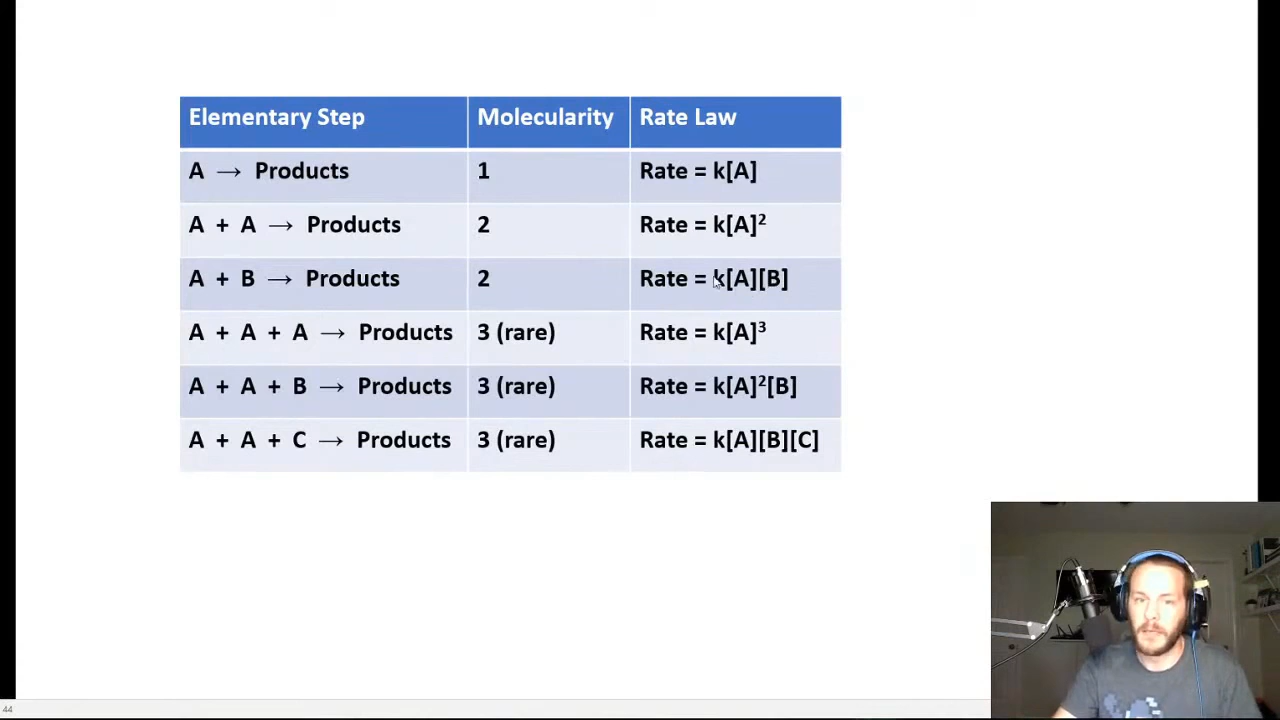 Elementary Step Molecularity Rate Law
A → Products 1 Rate = k[A]
A + A → Products 2 Rate = k[A]²
A + B → Products 2 Rate = k[A][B]
A + A + A → Products 3 (rare) Rate = k[A]³
A + A + B → Products 3 (rare) Rate = k[A]²[B]
A + A + C → Products 3 (rare) Rate = k[A][B][C]
44